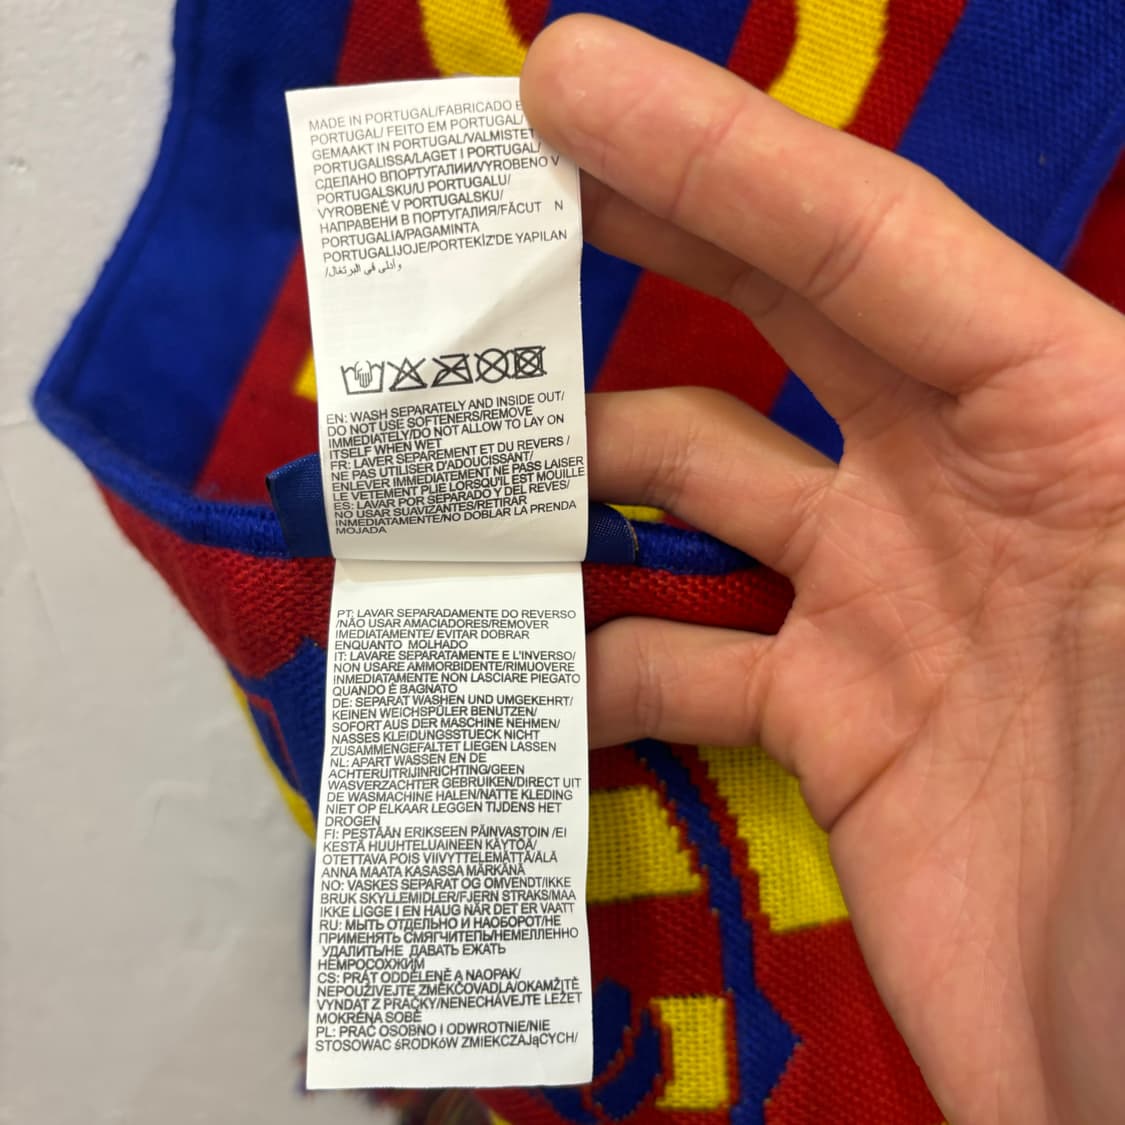 MADE IN PORTUGAL/FABRICADO E
PORTUGAL/ FEITO EM PORTUGAL/
GEMAAKT IN PORTUGAL/VALMISTET
PORTUGALISSA/LAGET I PORTUGAL/
СДЕЛАНО ВПОРТУГАЛИИ/VYROBENO V
PORTUGALSKU/U PORTUGALU/
VYROBENÉ V PORTUGALSKU/
НАПРАВЕНИ В ПОРТУГАЛИЯ/FĂCUT N
PORTUGALIA/PAGAMINTA
PORTUGALIJOJE/PORTEKİZ'DE YAPILAN
/وأدلى في البرتغال
EN: WASH SEPARATELY AND INSIDE OUT/
DO NOT USE SOFTENERS/REMOVE
IMMEDIATELY/DO NOT ALLOW TO LAY ON
ITSELF WHEN WET
FR: LAVER SEPAREMENT ET DU REVERS /
NE PAS UTILISER D'ADOUCISSANT/
ENLEVER IMMEDIATEMENT NE PAS LAISER
LE VETEMENT PLIE LORSQU'IL EST MOUILLE
ES: LAVAR POR SEPARADO Y DEL REVES/
NO USAR SUAVIZANTES/RETIRAR
INMEDIATAMENTE/NO DOBLAR LA PRENDA
MOJADA
PT: LAVAR SEPARADAMENTE DO REVERSO
/NÃO USAR AMACIADORES/REMOVER
IMEDIATAMENTE/ EVITAR DOBRAR
ENQUANTO MOLHADO
IT: LAVARE SEPARATAMENTE E L'INVERSO/
NON USARE AMMORBIDENTE/RIMUOVERE
INMEDIATAMENTE NON LASCIARE PIEGATO
QUANDO É BAGNATO
DE: SEPARAT WASHEN UND UMGEKEHRT/
KEINEN WEICHSPÜLER BENUTZEN/
SOFORT AUS DER MASCHINE NEHMEN/
NASSES KLEIDUNGSSTUECK NICHT
ZUSAMMENGEFALTET LIEGEN LASSEN
NL: APART WASSEN EN DE
ACHTERUITRIJINRICHTING/GEEN
WASVERZACHTER GEBRUIKEN/DIRECT UIT
DE WASMACHINE HALEN/NATTE KLEDING
NIET OP ELKAAR LEGGEN TIJDENS HET
DROGEN
FI: PESTÄÄN ERIKSEEN PÄINVASTOIN /EI
KESTÄ HUUHTELUAINEEN KÄYTÖÄ/
OTETTAVA POIS VIIVYTTELEMÄTTÄ/ÄLÄ
ANNA MAATA KASASSA MÄRKÄNÄ
NO: VASKES SEPARAT OG OMVENDT/IKKE
BRUK SKYLLEMIDLER/FJERN STRAKS/MAA
IKKE LIGGE I EN HAUG NÄR DET ER VAATT
RU: МЫТЬ ОТДЕЛЬНО И НАОБОРОТ/НЕ
ПРИМЕНЯТЬ СМЯГЧИТЕЛЬ/НЕМЕЛЛЕННО
УДАЛИТЬ/НЕ ДАВАТЬ ЕЖАТЬ
НЕМРОСОХЖИМ
CS: PRÁT ODDĚLENĚ A NAOPAK/
NEPOUŽIVEJTE ZMĚKČOVADLA/OKAMŽITĚ
VYNDAT Z PRAČKY/NENECHÁVEJTE LEŽET
MOKRÉNA SOBĚ
PL: PRAĆ OSOBNO I ODWROTNIE/NIE
STOSOWAĆ śRODKóW ZMIEKCZAJąCYCH/